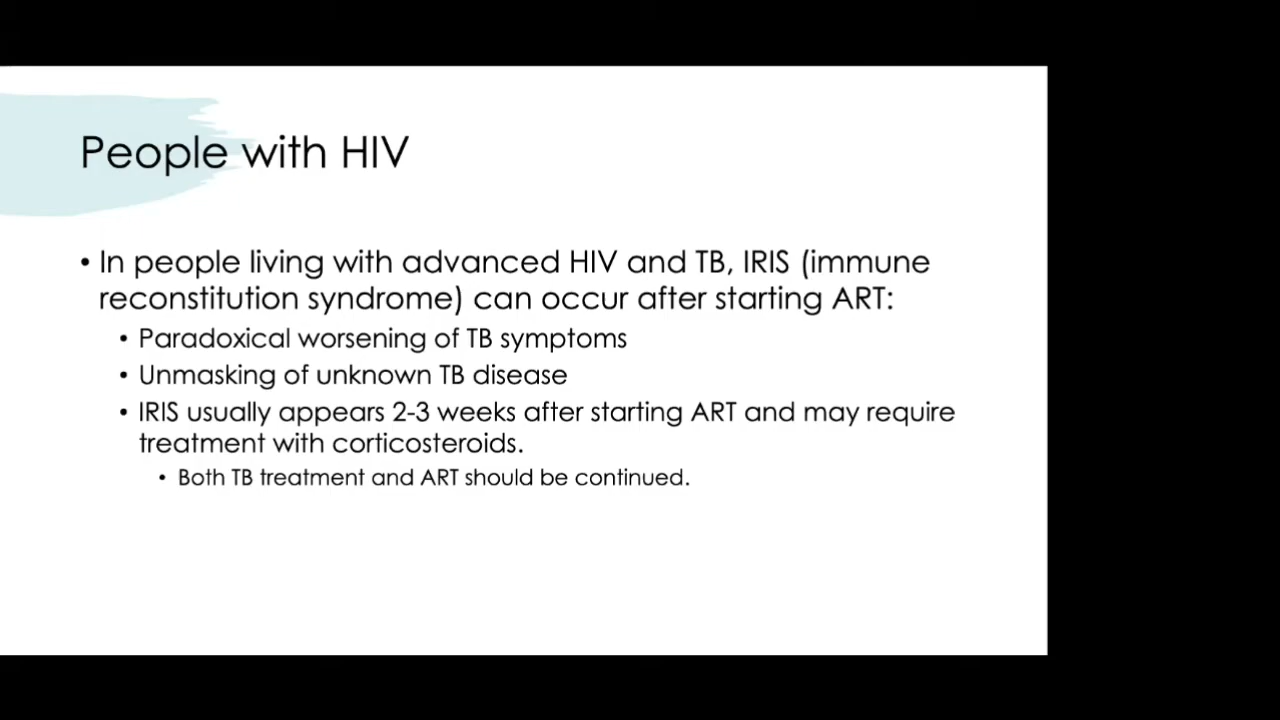 People with HIV
• In people living with advanced HIV and TB, IRIS (immune
reconstitution syndrome) can occur after starting ART:
• Paradoxical worsening of TB symptoms
• Unmasking of unknown TB disease
• IRIS usually appears 2-3 weeks after starting ART and may require
treatment with corticosteroids.
• Both TB treatment and ART should be continued.